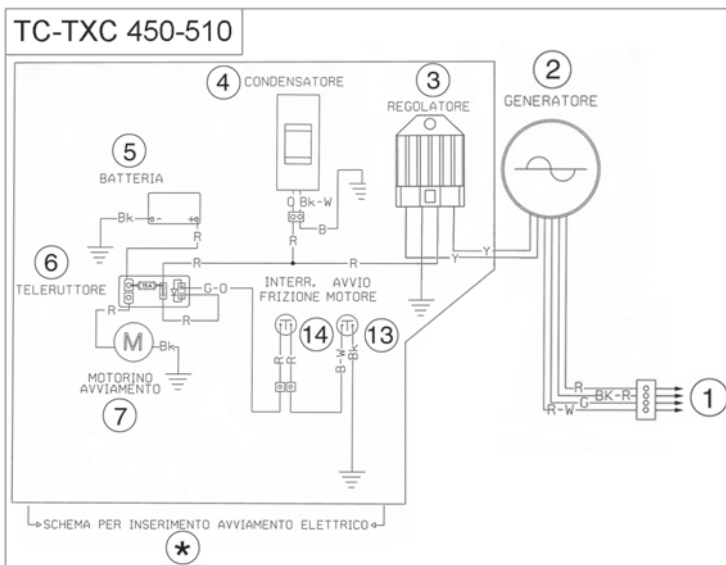 TC-TXC 450-510
4 CONDENSATORE
3
REGOLATORE
2
GENERATORE
5
BATTERIA
Bk
-
+
R
O Bk-W
B
R
R
R
Y
Y
6
TELERUTTORE
15A
G-O
R
R
M
Bk
MOTORINO
AVVIAMENTO
7
INTERR. AVVIO
FRIZIONE MOTORE
14
13
R
R
B-W
Bk
R
BK-R
G
R-W
1
SCHEMA PER INSERIMENTO AVVIAMENTO ELETTRICO
*